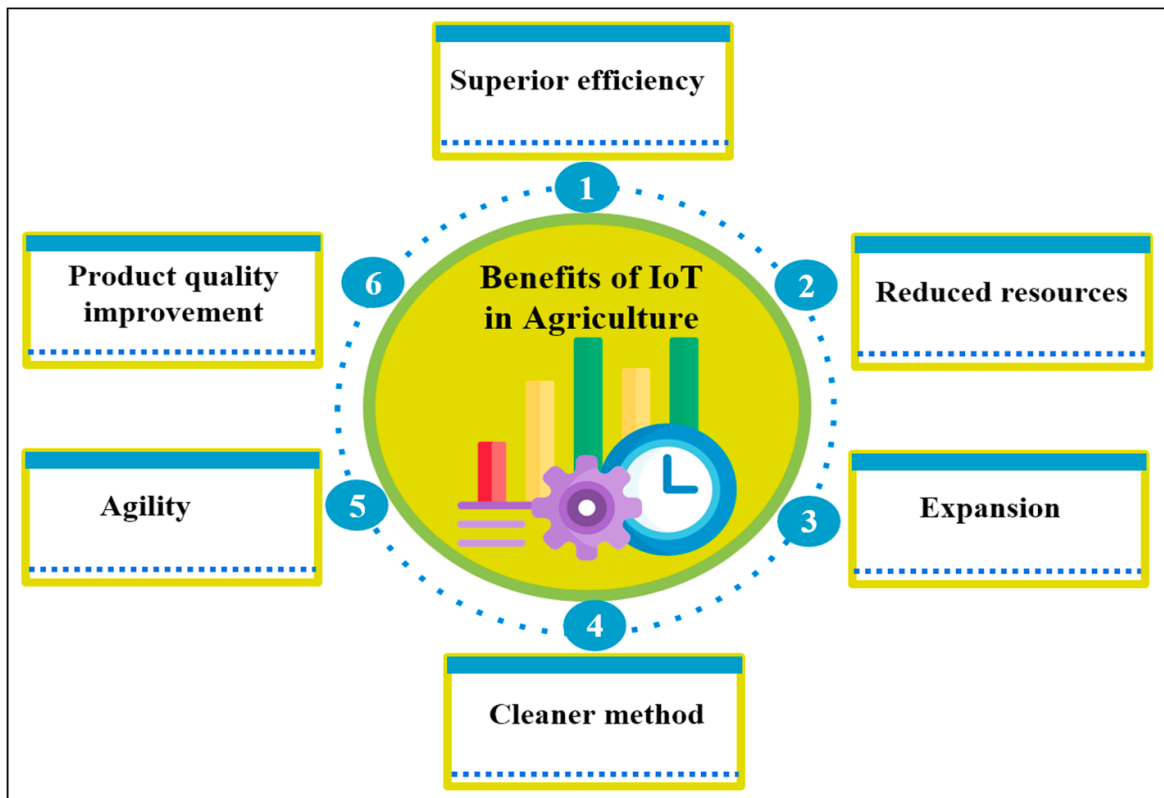 Superior efficiency
1
Benefits of IoT
in Agriculture
2
Reduced resources
3
Expansion
4
Cleaner method
5
Agility
6
Product quality
improvement